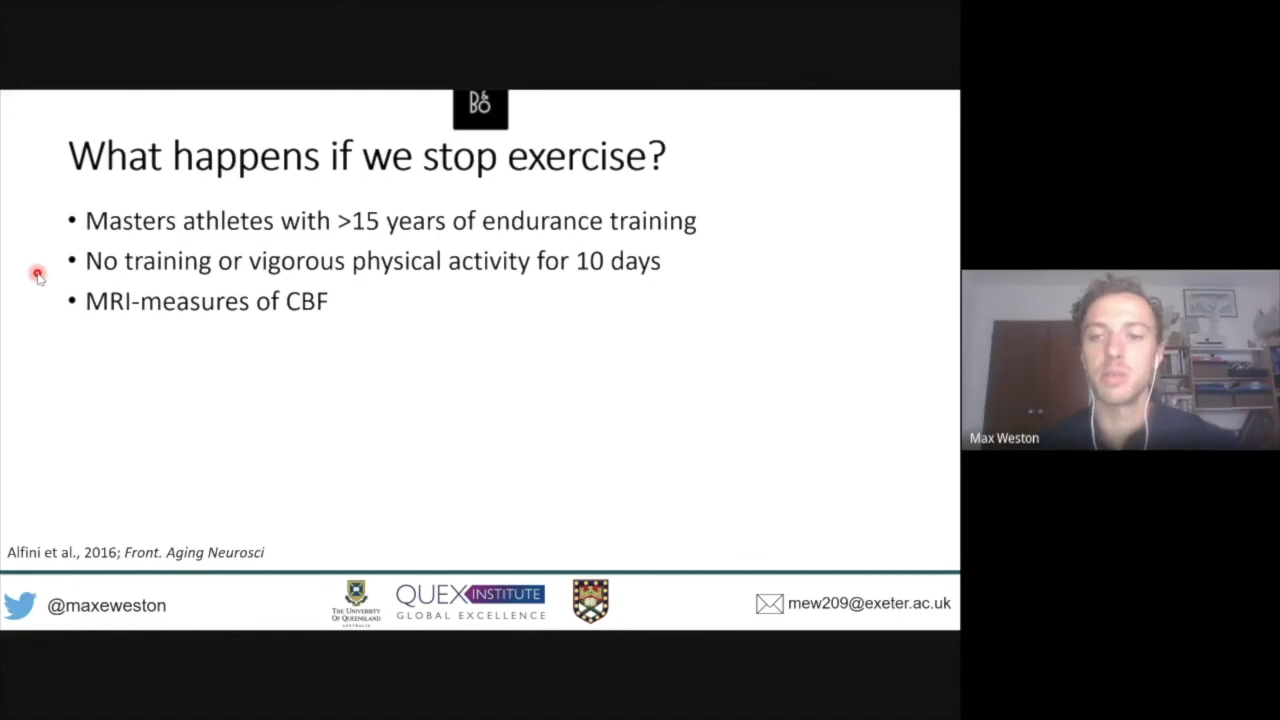 B&O
What happens if we stop exercise?
• Masters athletes with >15 years of endurance training
• No training or vigorous physical activity for 10 days
• MRI-measures of CBF
Max Weston
Alfini et al., 2016; Front. Aging Neurosci
@maxeweston
THE UNIVERSITY
OF QUEENSLAND
AUSTRALIA
QUEX INSTITUTE
GLOBAL EXCELLENCE
mew209@exeter.ac.uk